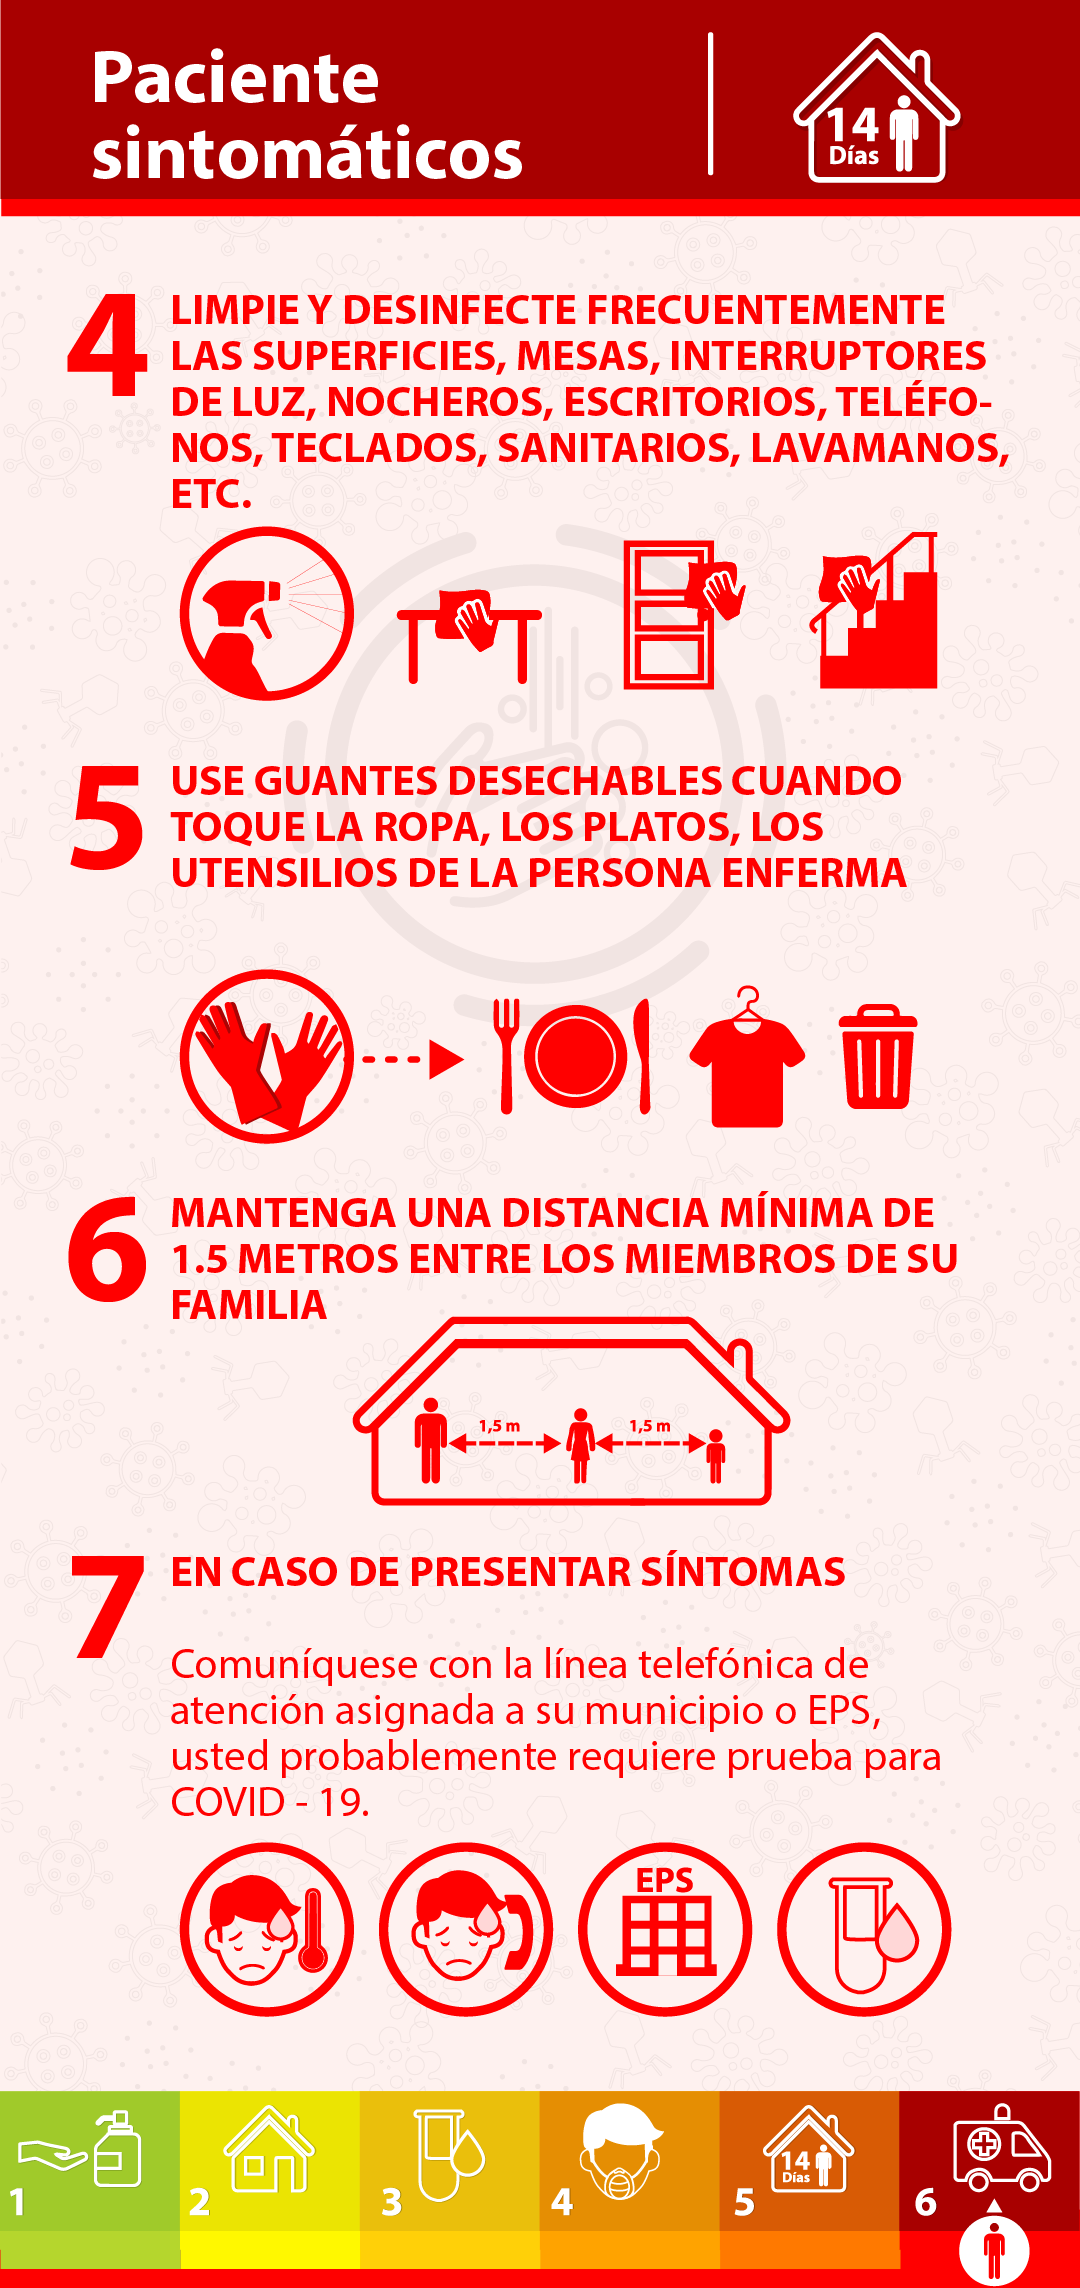 Paciente
sintomáticos
14
Días
4
LIMPIE Y DESINFECTE FRECUENTEMENTE
LAS SUPERFICIES, MESAS, INTERRUPTORES
DE LUZ, NOCHEROS, ESCRITORIOS, TELÉFO-
NOS, TECLADOS, SANITARIOS, LAVAMANOS,
ETC.
5
USE GUANTES DESECHABLES CUANDO
TOQUE LA ROPA, LOS PLATOS, LOS
UTENSILIOS DE LA PERSONA ENFERMA
6
MANTENGA UNA DISTANCIA MÍNIMA DE
1.5 METROS ENTRE LOS MIEMBROS DE SU
FAMILIA
1,5 m
1,5 m
7
EN CASO DE PRESENTAR SÍNTOMAS
Comuníquese con la línea telefónica de
atención asignada a su municipio o EPS,
usted probablemente requiere prueba para
COVID - 19.
EPS
1
2
3
4
14
Días
5
6